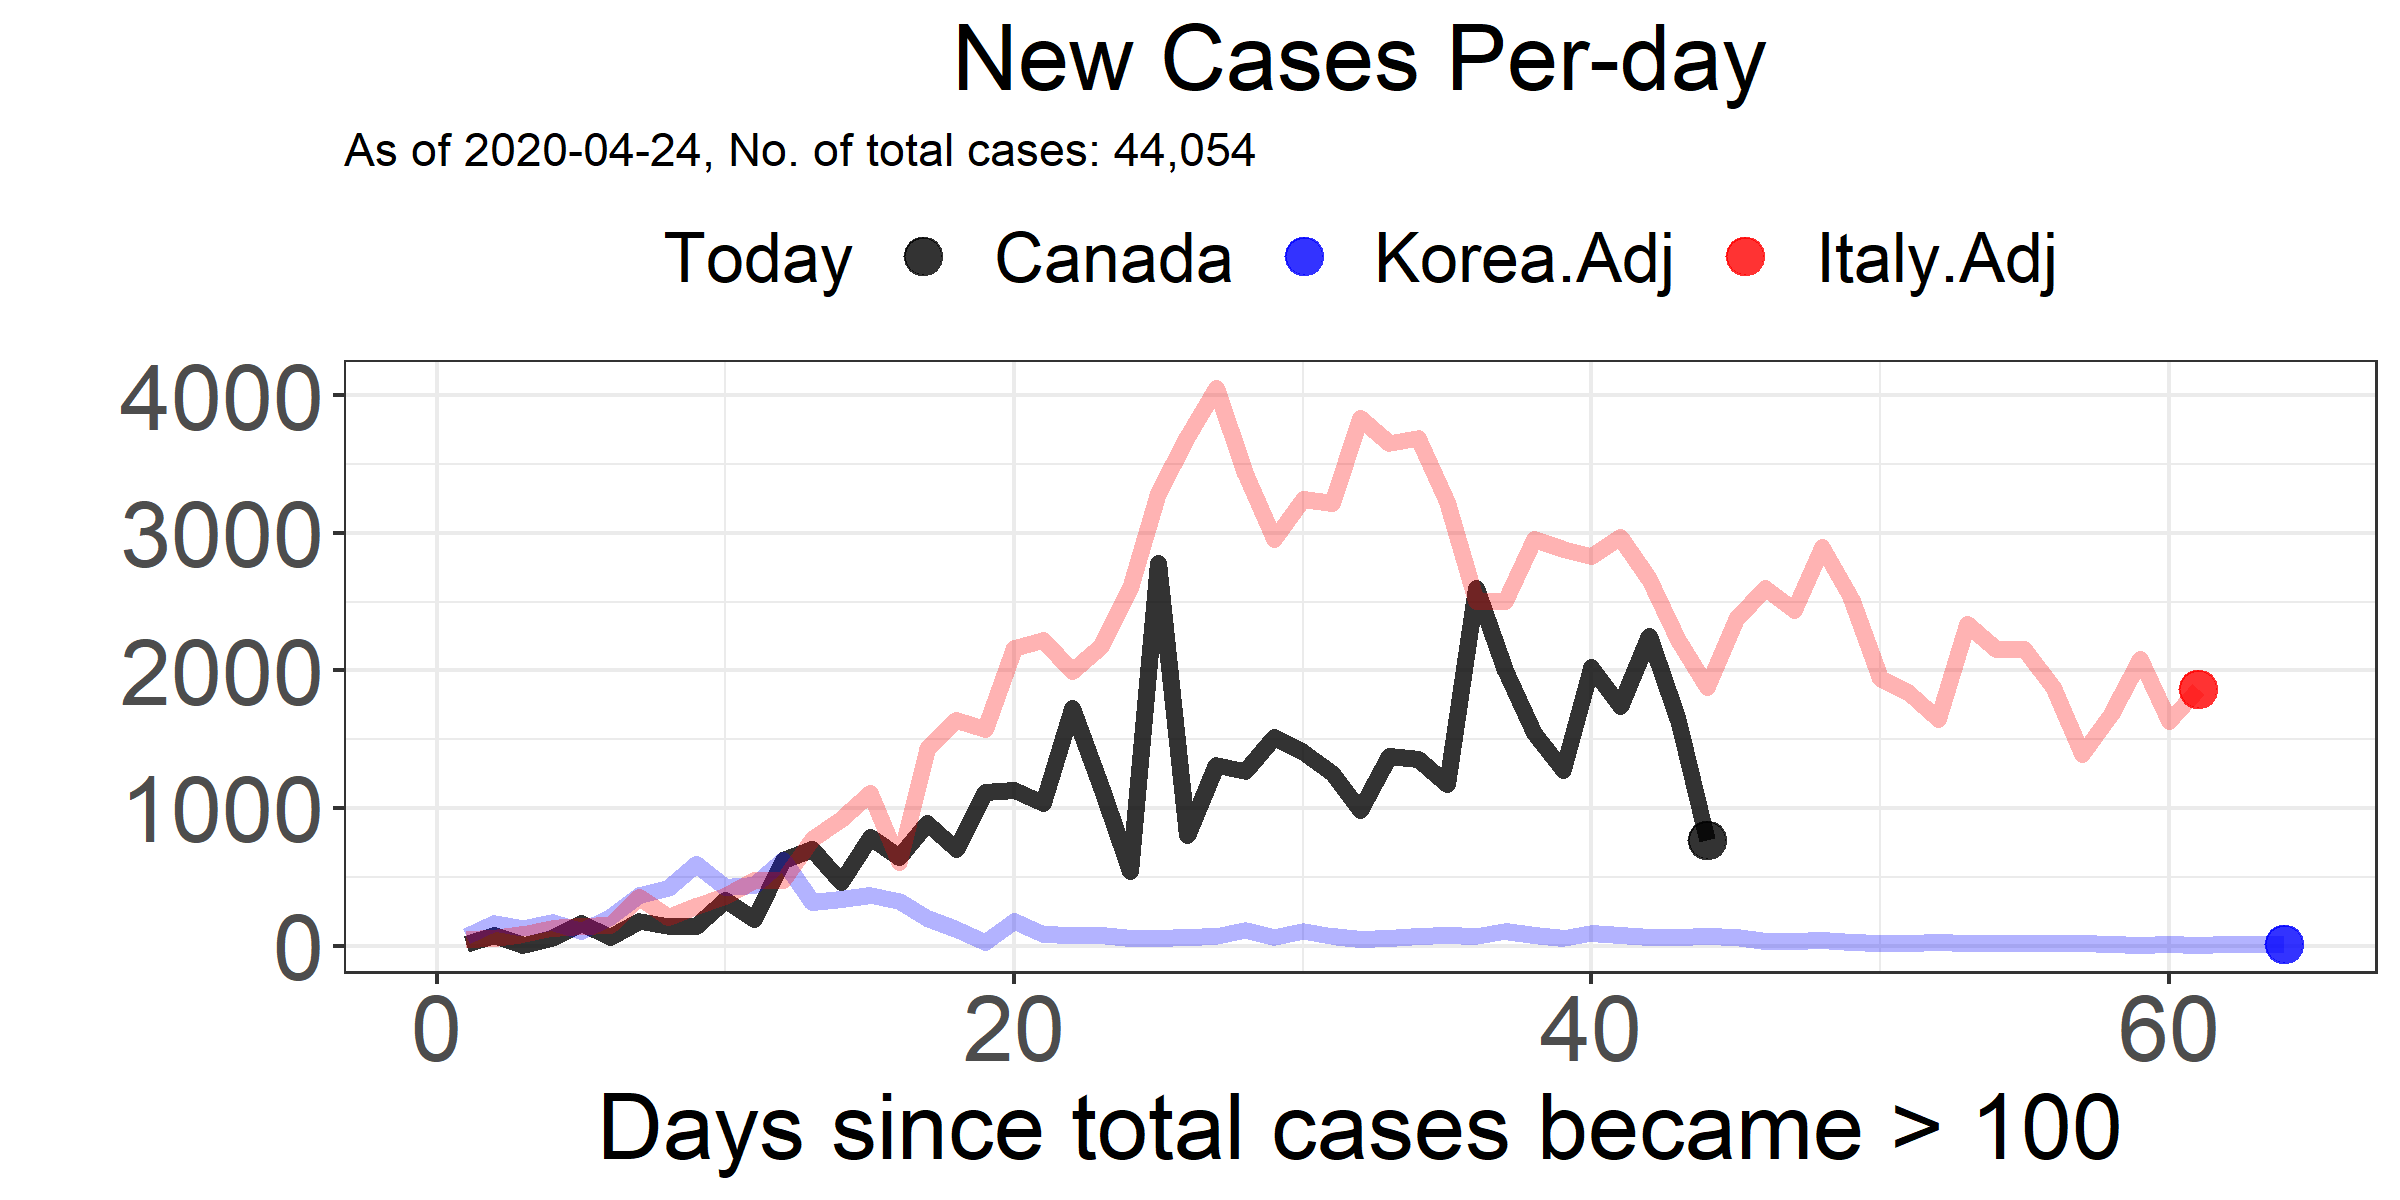 New Cases Per-day
As of 2020-04-24, No. of total cases: 44,054
Today Canada Korea.Adj Italy.Adj
4000
3000
2000
1000
0
0 20 40 60
Days since total cases became > 100